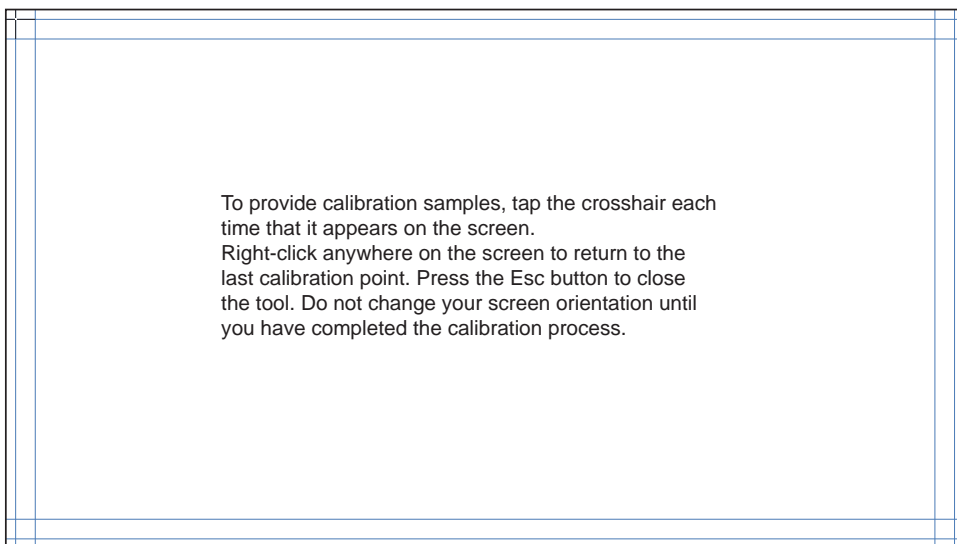 To provide calibration samples, tap the crosshair each
time that it appears on the screen.
Right-click anywhere on the screen to return to the
last calibration point. Press the Esc button to close
the tool. Do not change your screen orientation until
you have completed the calibration process.